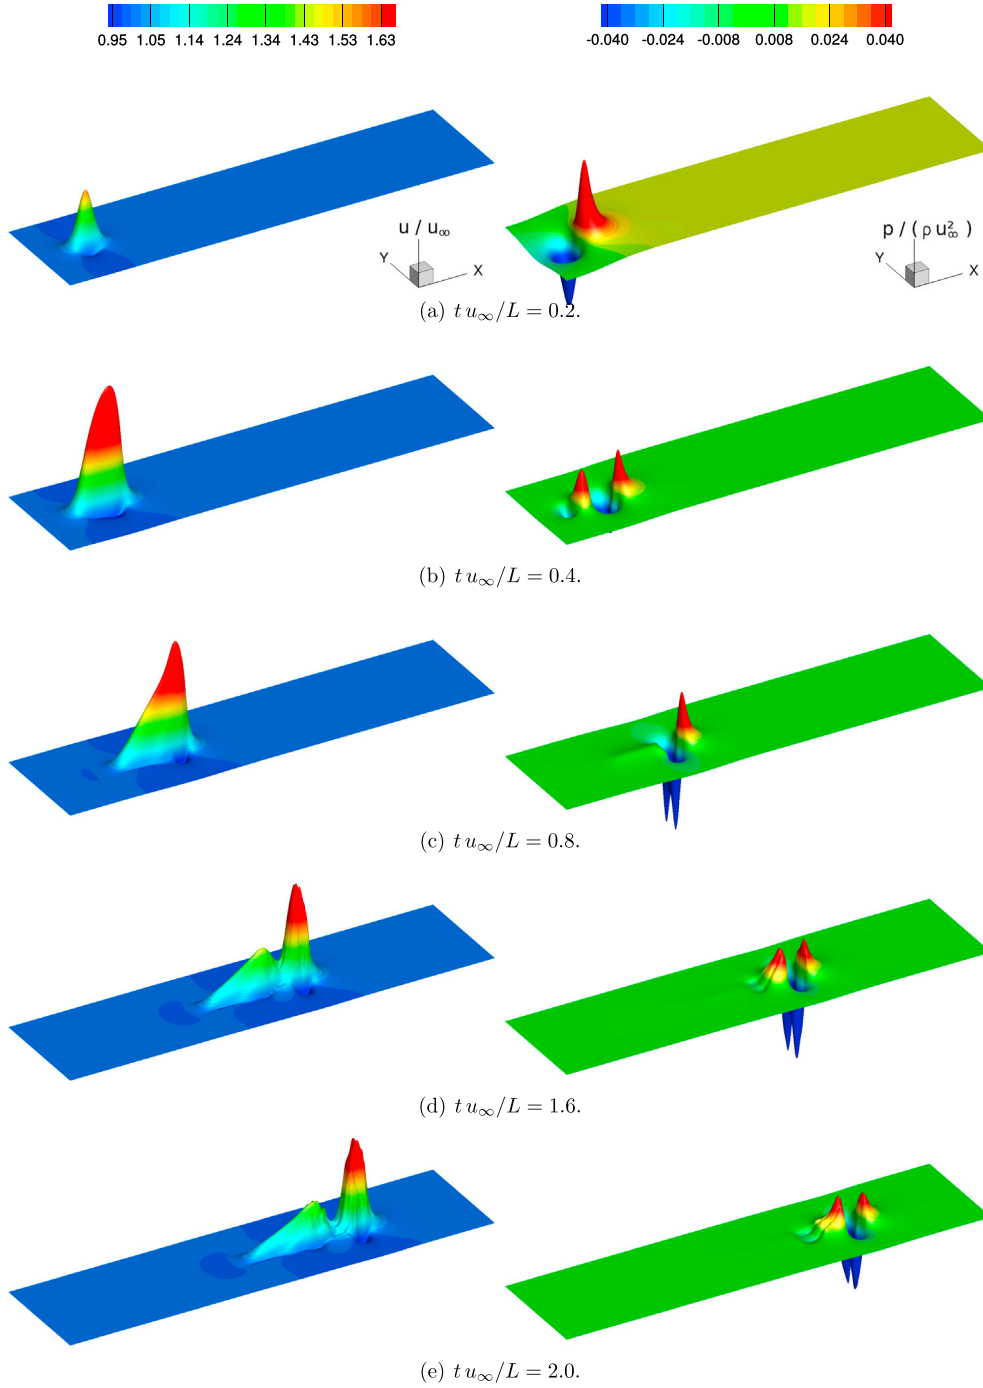 0.95 1.05 1.14 1.24 1.34 1.43 1.53 1.63
-0.040 -0.024 -0.008 0.008 0.024 0.040
u / u∞
Y
X
p / ( ρ u²∞ )
Y
X
(a) t u∞/L = 0.2.
(b) t u∞/L = 0.4.
(c) t u∞/L = 0.8.
(d) t u∞/L = 1.6.
(e) t u∞/L = 2.0.